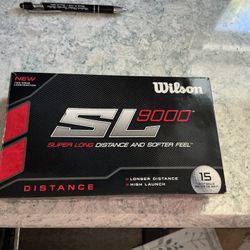 NEW
Wilson
SL9000
SUPER LONG DISTANCE AND SOFTER FEEL
LONGER DISTANCE
HIGH LAUNCH
DISTANCE
15